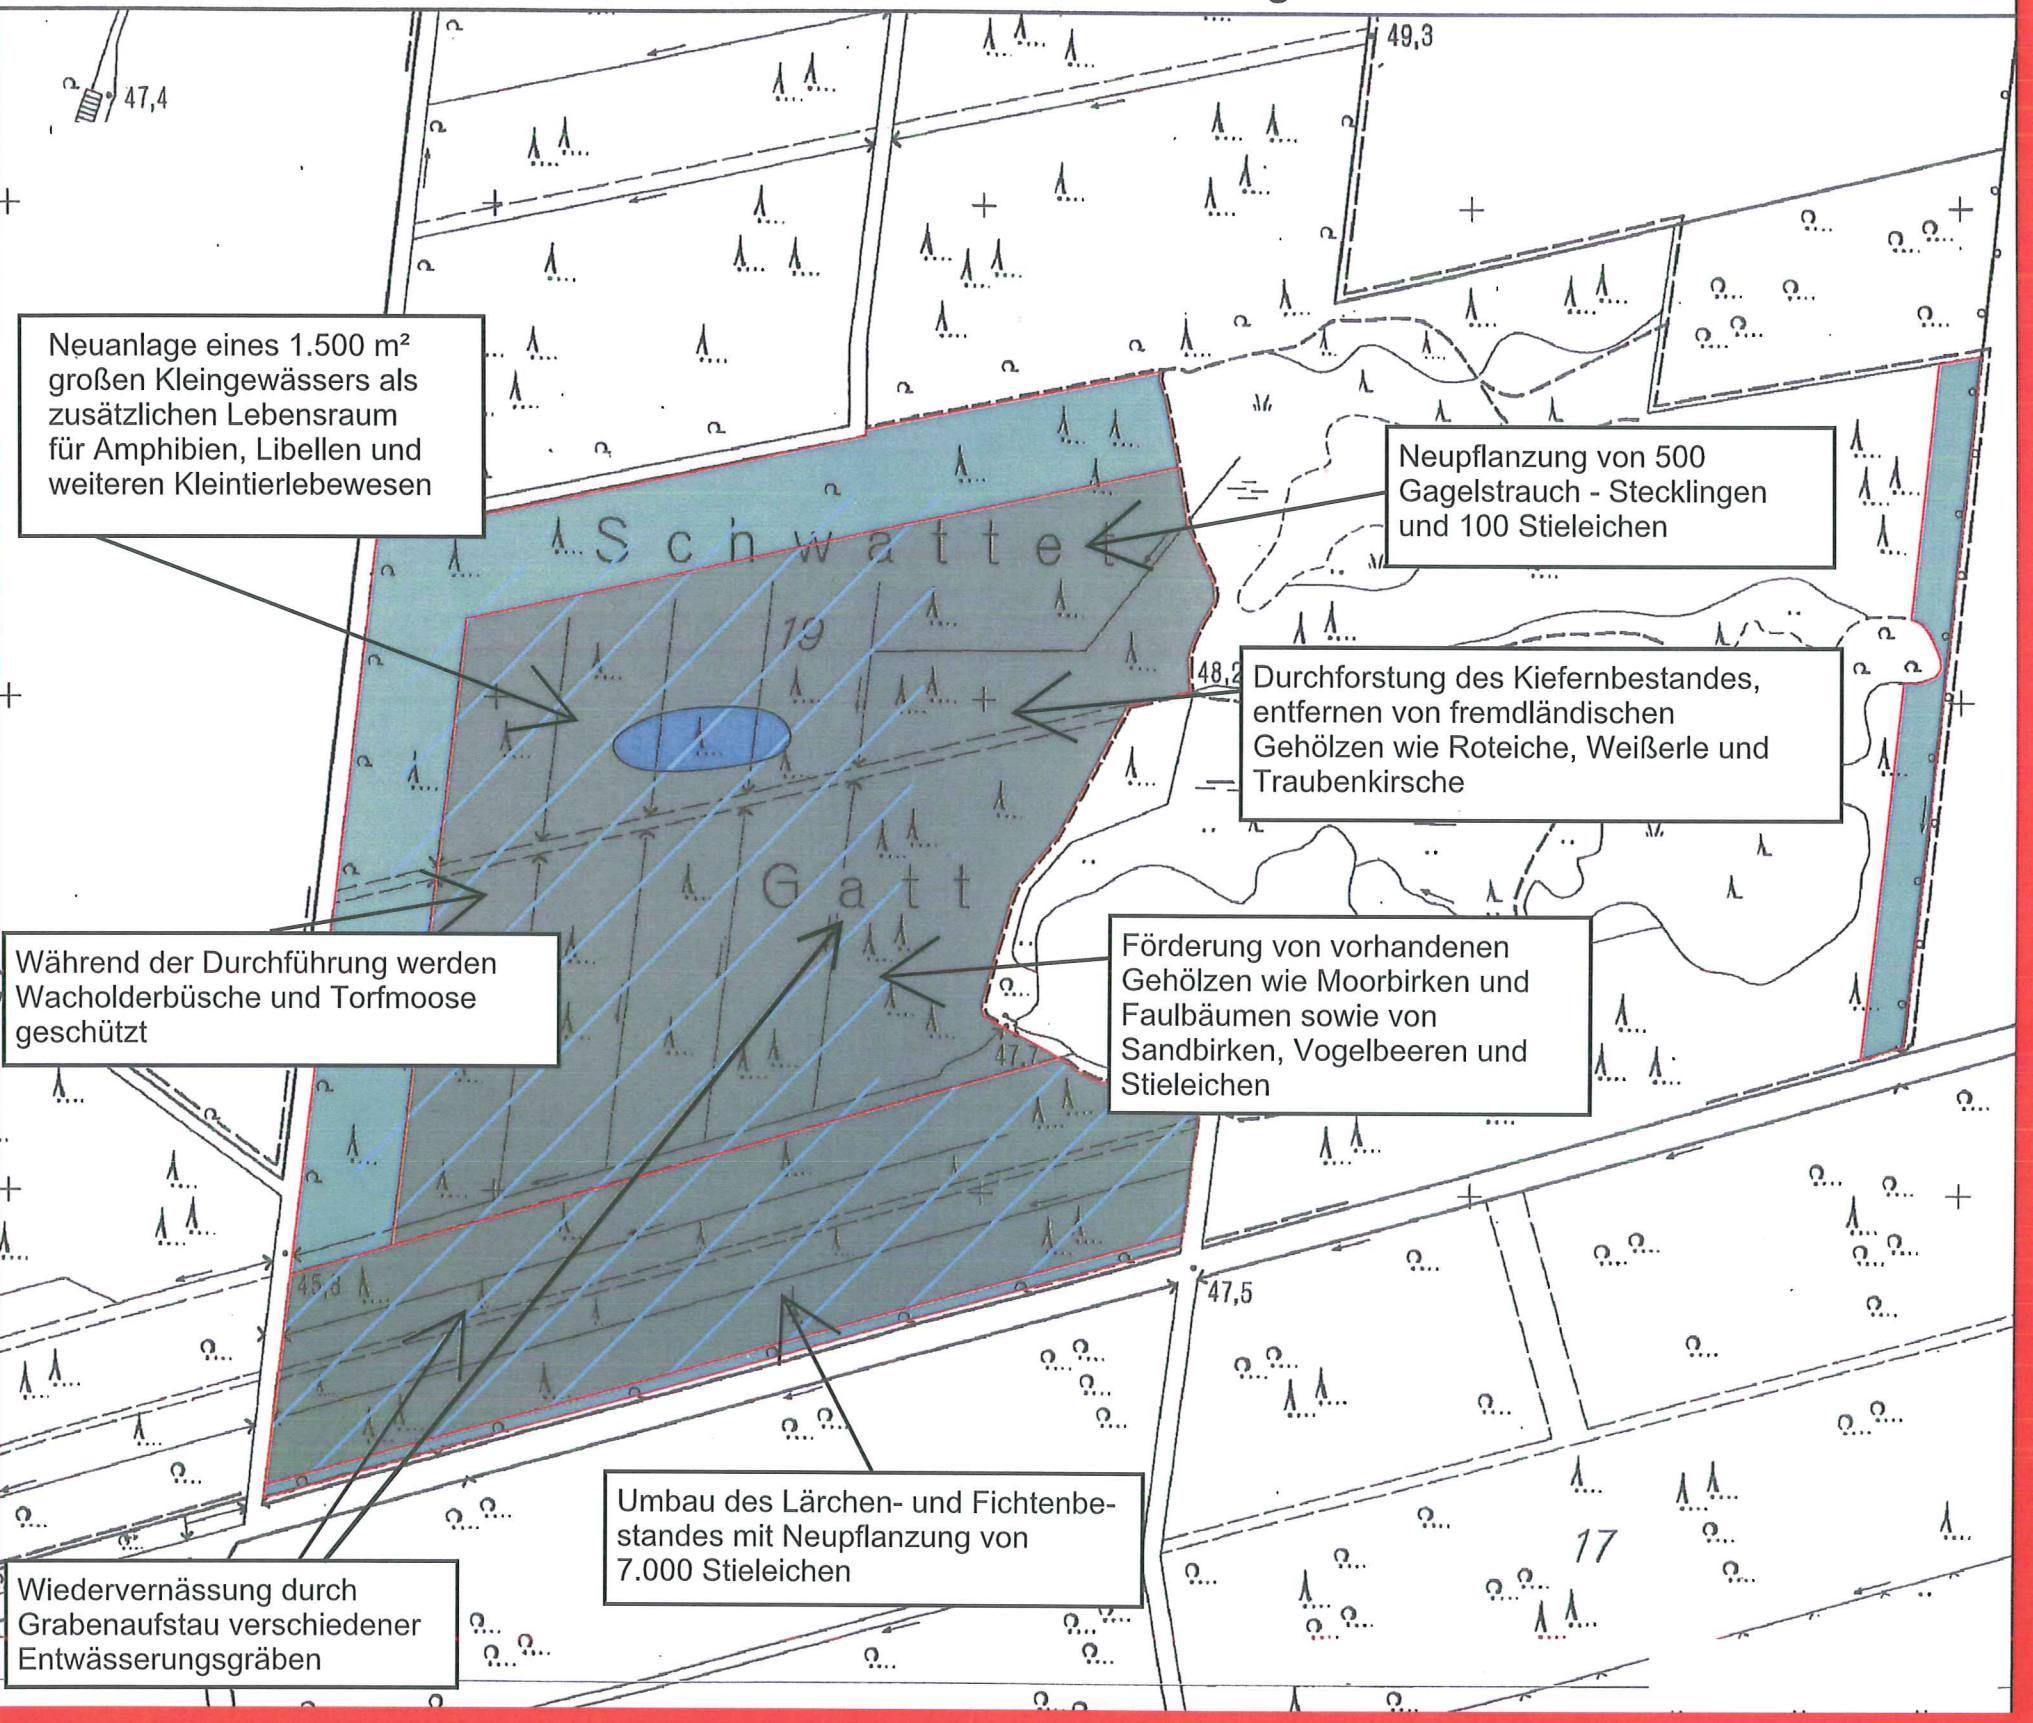 49,3
47,4
Neuanlage eines 1.500 m²
großen Kleingewässers als
zusätzlichen Lebensraum
für Amphibien, Libellen und
weiteren Kleintierlebewesen
Neupflanzung von 500
Gagelstrauch - Stecklingen
und 100 Stieleichen
Schwattet
19
48,2
Durchforstung des Kiefernbestandes,
entfernen von fremdländischen
Gehölzen wie Roteiche, Weißerle und
Traubenkirsche
Gatt
Während der Durchführung werden
Wacholderbüsche und Torfmoose
geschützt
Förderung von vorhandenen
Gehölzen wie Moorbirken und
Faulbäumen sowie von
Sandbirken, Vogelbeeren und
Stieleichen
47,7
45,8
47,5
Umbau des Lärchen- und Fichtenbe-
standes mit Neupflanzung von
7.000 Stieleichen
17
Wiedervernässung durch
Grabenaufstau verschiedener
Entwässerungsgräben